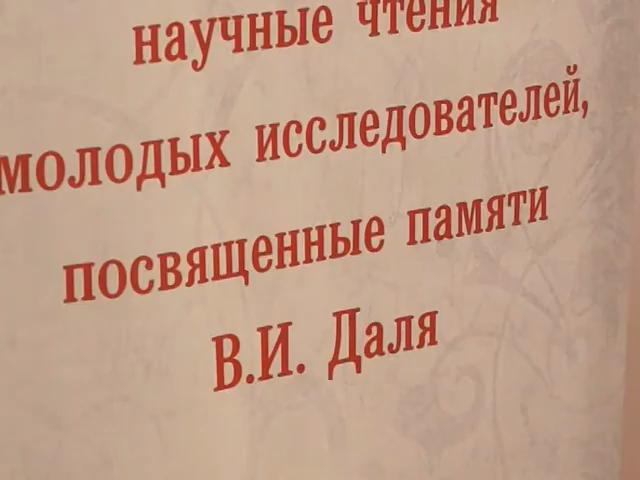 научные чтения
молодых исследователей,
посвященные памяти
В.И. Даля